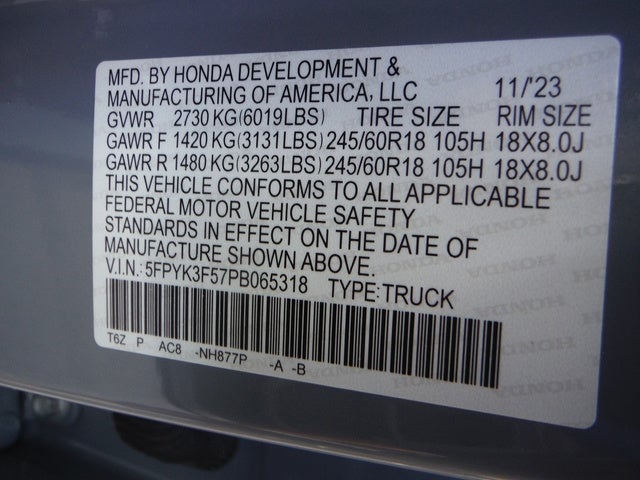 MFD. BY HONDA DEVELOPMENT &
MANUFACTURING OF AMERICA, LLC 11/'23
GVWR 2730 KG(6019LBS) TIRE SIZE RIM SIZE
GAWR F 1420 KG(3131LBS) 245/60R18 105H 18X8.0J
GAWR R 1480 KG(3263LBS) 245/60R18 105H 18X8.0J
THIS VEHICLE CONFORMS TO ALL APPLICABLE
FEDERAL MOTOR VEHICLE SAFETY
STANDARDS IN EFFECT ON THE DATE OF
MANUFACTURE SHOWN ABOVE.
V.I.N.: 5FPYK3F57PB065318 TYPE: TRUCK
T6Z P AC8 -NH877P -A -B